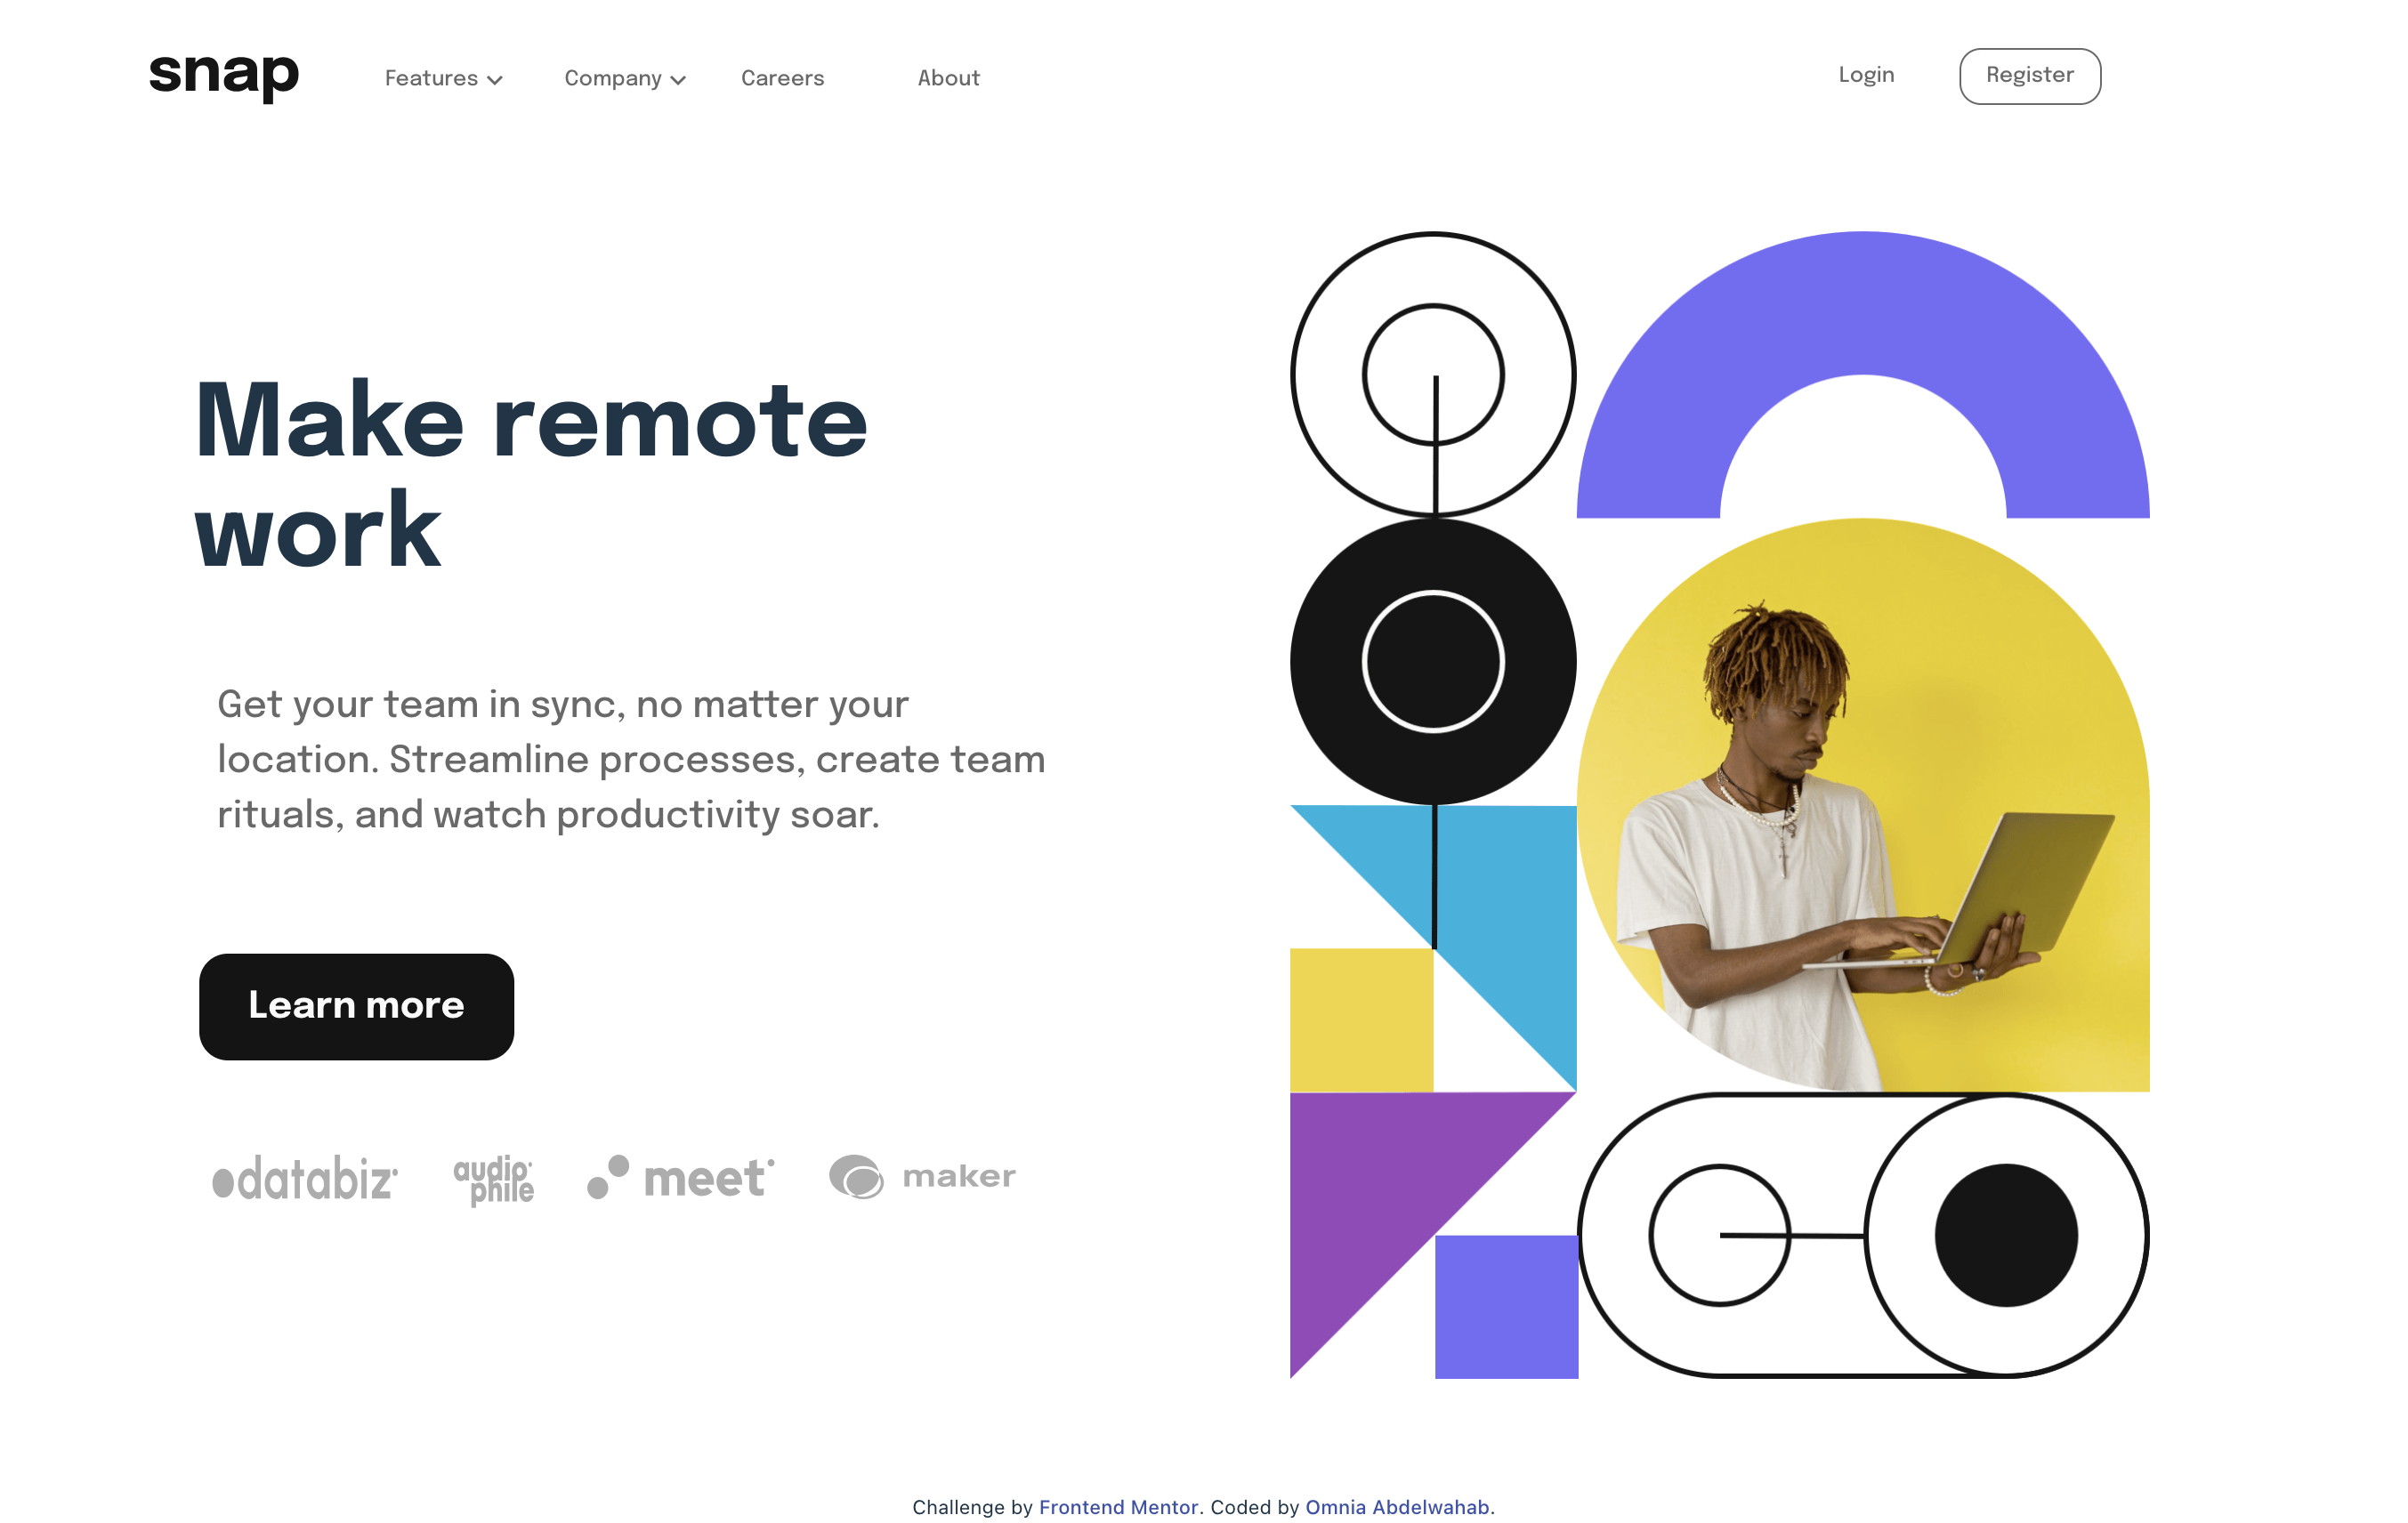 snap Features Company Careers About Login Register
Make remote
work
Get your team in sync, no matter your
location. Streamline processes, create team
rituals, and watch productivity soar.
Learn more
databiz audiophile meet maker
Challenge by Frontend Mentor. Coded by Omnia Abdelwahab.